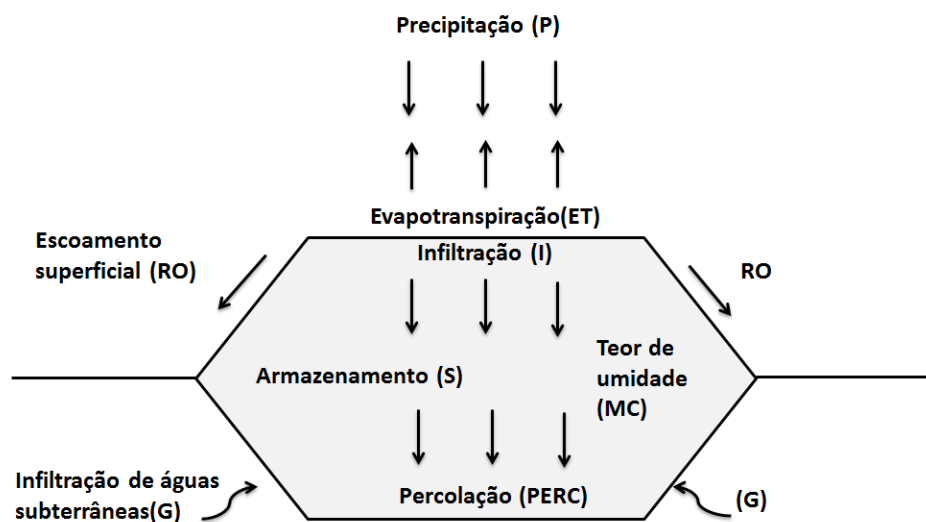 Precipitação (P)
Evapotranspiração(ET)
Escoamento
superficial (RO)
Infiltração (I)
RO
Armazenamento (S)
Teor de
umidade
(MC)
Infiltração de águas
subterrâneas(G)
Percolação (PERC)
(G)